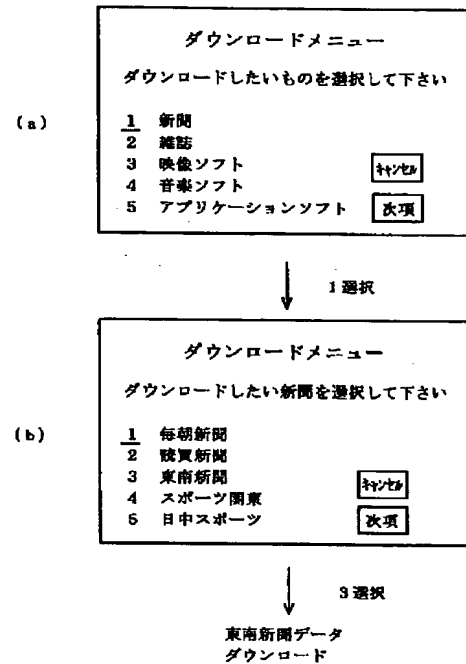 ダウンロードメニュー
ダウンロードしたいものを選択して下さい
(a)
1 新聞
2 雑誌
3 映像ソフト
キャンセル
4 音楽ソフト
5 アプリケーションソフト
次項
1選択
ダウンロードメニュー
ダウンロードしたい新聞を選択して下さい
(b)
1 毎朝新聞
2 競買新聞
3 東南新聞
キャンセル
4 スポーツ関東
5 日中スポーツ
次項
3選択
東南新聞データ
ダウンロード